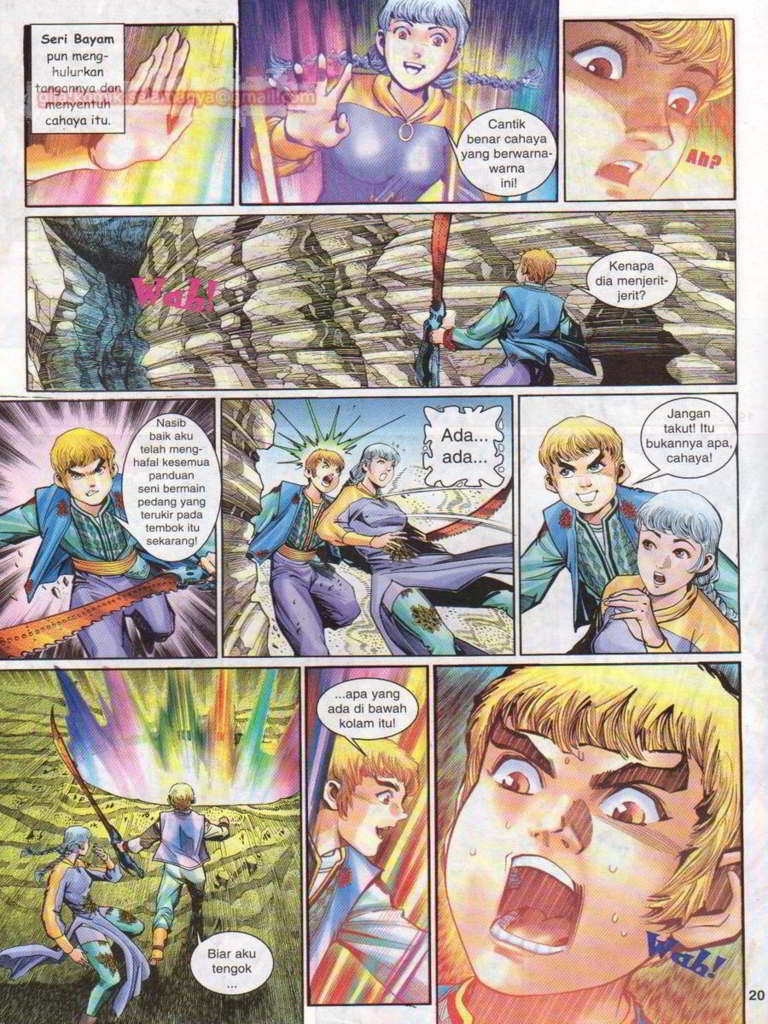 Seri Bayam
pun meng-
hulurkan
tangannya dan
menyentuh
cahaya itu.
Cantik
benar cahaya
yang berwarna-
warna
ini!
Ah?
Wah!
Kenapa
dia menjerit-
jerit?
Nasib
baik aku
telah meng-
hafal kesemua
panduan
seni bermain
pedang yang
terukir pada
tembok itu
sekarang!
Ada...
ada...
Jangan
takut! Itu
bukannya apa,
cahaya!
Biar aku
tengok
...
...apa yang
ada di bawah
kolam itu!
Wah!
20